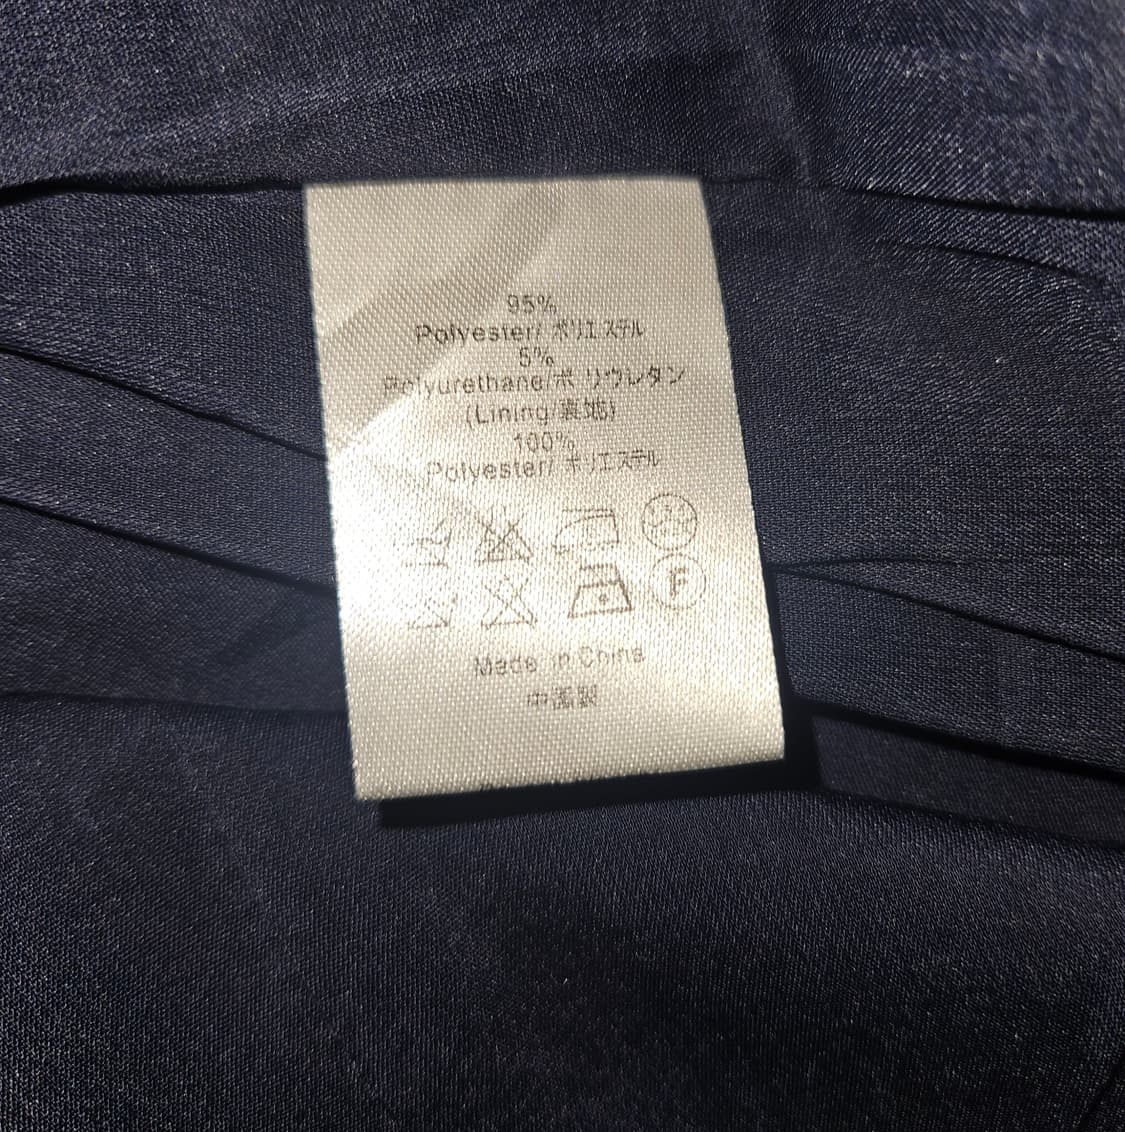 95%
Polyester/ ポリエステル
5%
Polyurethane/ポ リウレタン
(Lining/裏地)
100%
Polyester/ ポリエステル
F
Made in China
中国製